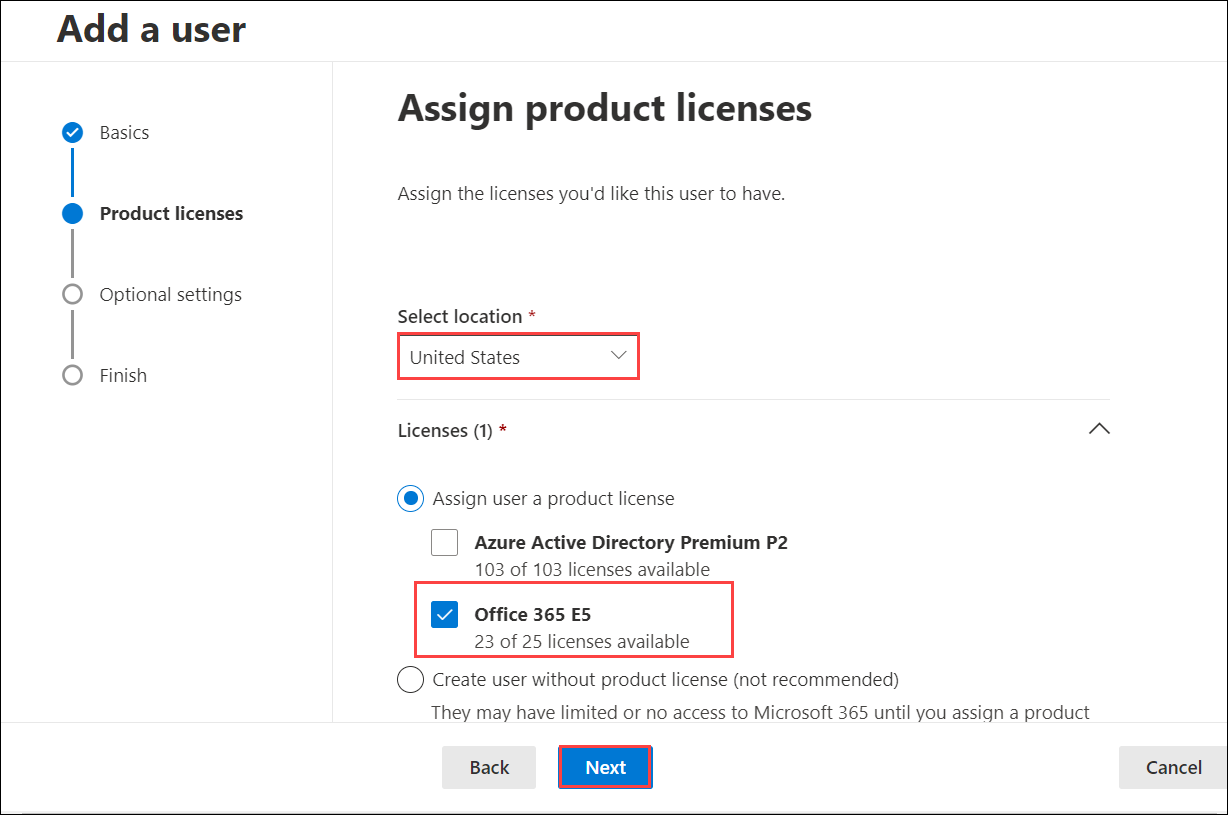 Add a user
Basics
Product licenses
Optional settings
Finish
Assign product licenses
Assign the licenses you'd like this user to have.
Select location *
United States
Licenses (1) *
Assign user a product license
Azure Active Directory Premium P2
103 of 103 licenses available
Office 365 E5
23 of 25 licenses available
Create user without product license (not recommended)
They may have limited or no access to Microsoft 365 until you assign a product
Back
Next
Cancel